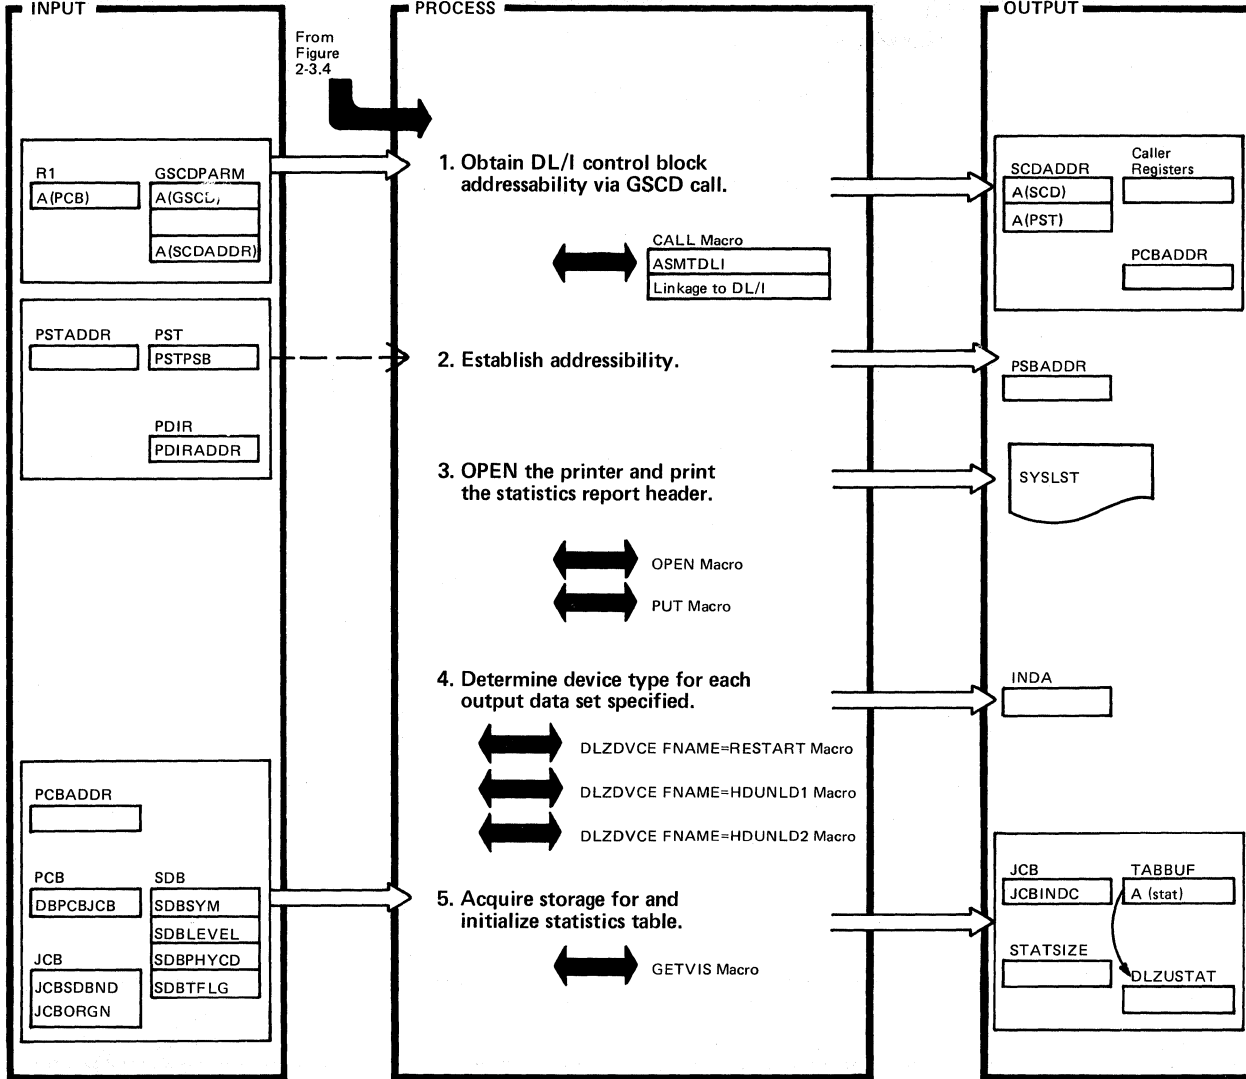 INPUT
PROCESS
OUTPUT
From
Figure
2-3.4
R1
GSCDPARM
A(PCB)
A(GSCD)
A(SCDADDR)
1. Obtain DL/I control block
addressability via GSCD call.
CALL Macro
ASMTDLI
Linkage to DL/I
SCDADDR
Caller
Registers
A(SCD)
A(PST)
PCBADDR
PSTADDR
PST
PSTPSB
PDIR
PDIRADDR
2. Establish addressibility.
PSBADDR
3. OPEN the printer and print
the statistics report header.
OPEN Macro
PUT Macro
SYSLST
4. Determine device type for each
output data set specified.
DLZDVCE FNAME=RESTART Macro
DLZDVCE FNAME=HDUNLD1 Macro
DLZDVCE FNAME=HDUNLD2 Macro
INDA
PCBADDR
PCB
SDB
DBPCBJCB
SDBSYM
SDBLEVEL
JCB
SDBPHYCD
JCBSDBND
SDBTFLG
JCBORGN
5. Acquire storage for and
initialize statistics table.
GETVIS Macro
JCB
TABBUF
JCBINDC
A (stat)
STATSIZE
DLZUSTAT